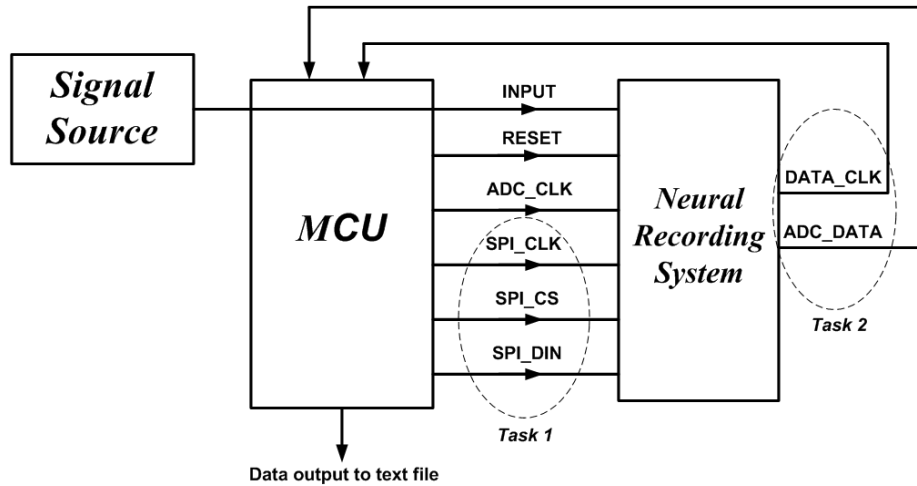 Signal
Source
MCU
INPUT
RESET
ADC_CLK
SPI_CLK
SPI_CS
SPI_DIN
Task 1
Neural
Recording
System
DATA_CLK
ADC_DATA
Task 2
Data output to text file